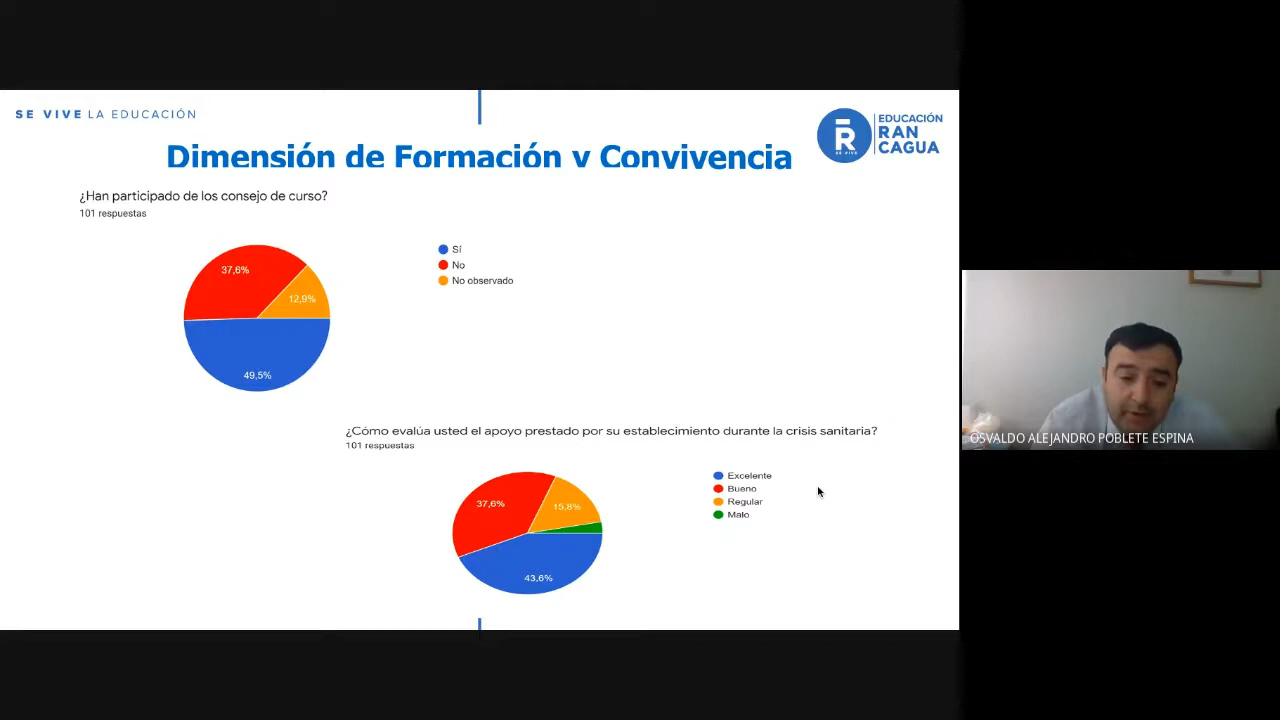 SE VIVE LA EDUCACIÓN
EDUCACIÓN
RAN
CAGUA
R
SE VIVE
Dimensión de Formación y Convivencia
¿Han participado de los consejo de curso?
101 respuestas
Sí
No
No observado
37,6%
12,9%
49,5%
¿Cómo evalúa usted el apoyo prestado por su establecimiento durante la crisis sanitaria?
101 respuestas
Excelente
Bueno
Regular
Malo
37,6%
15,8%
43,6%
OSVALDO ALEJANDRO POBLETE ESPINA